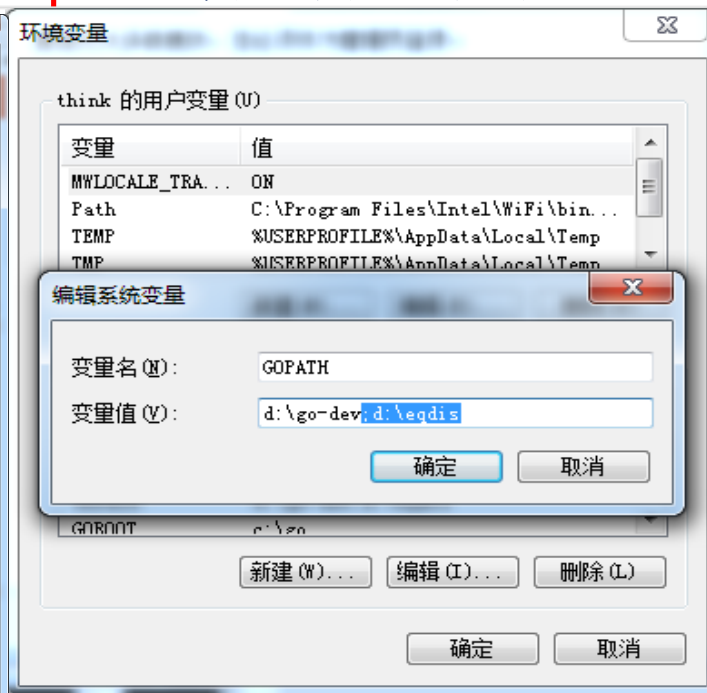 环境变量
think 的用户变量(U)
变量 值
MWLOCALE_TRA... ON
Path C:\Program Files\Intel\WiFi\bin...
TEMP %USERPROFILE%\AppData\Local\Temp
TMP %USERPROFILE%\AppData\Local\Temp
编辑系统变量
变量名(N): GOPATH
变量值(V): d:\go-dev;d:\eqdis
确定 取消
GOROOT c:\go
新建(W)... 编辑(I)... 删除(L)
确定 取消